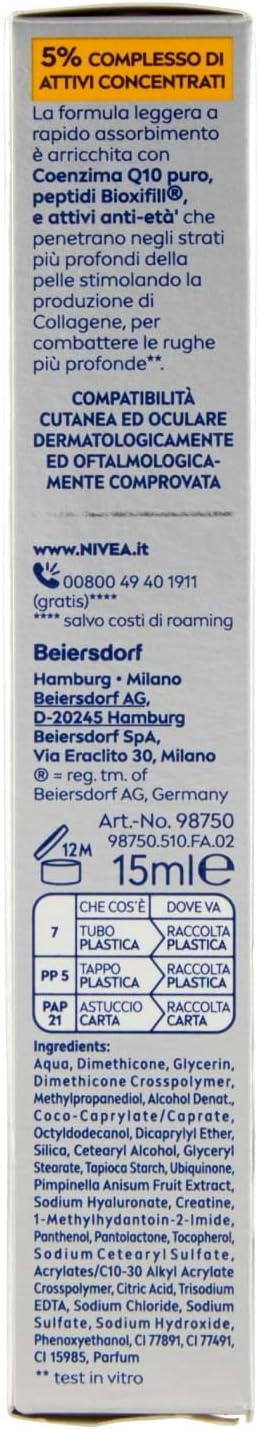 5% COMPLESSO DI
ATTIVI CONCENTRATI
La formula leggera a
rapido assorbimento
è arricchita con
Coenzima Q10 puro,
peptidi Bioxifill®,
e attivi anti-età' che
penetrano negli strati
più profondi della
pelle stimolando la
produzione di
Collagene, per
combattere le rughe
più profonde**.
COMPATIBILITÀ
CUTANEA ED OCULARE
DERMATOLOGICAMENTE
ED OFTALMOLOGICA-
MENTE COMPROVATA
www.NIVEA.it
00800 49 40 1911
(gratis)****
**** salvo costi di roaming
Beiersdorf
Hamburg • Milano
Beiersdorf AG,
D-20245 Hamburg
Beiersdorf SpA,
Via Eraclito 30, Milano
® = reg. tm. of
Beiersdorf AG, Germany
Art.-No. 98750
98750.510.FA.02
12M 15ml e
CHE COS'È DOVE VA
7 TUBO PLASTICA RACCOLTA PLASTICA
PP 5 TAPPO PLASTICA RACCOLTA PLASTICA
PAP 21 ASTUCCIO CARTA RACCOLTA CARTA
Ingredients:
Aqua, Dimethicone, Glycerin,
Dimethicone Crosspolymer,
Methylpropanediol, Alcohol Denat.,
Coco-Caprylate/Caprate,
Octyldodecanol, Dicaprylyl Ether,
Silica, Cetearyl Alcohol, Glyceryl
Stearate, Tapioca Starch, Ubiquinone,
Pimpinella Anisum Fruit Extract,
Sodium Hyaluronate, Creatine,
1-Methylhydantoin-2-Imide,
Panthenol, Pantolactone, Tocopherol,
Sodium Cetearyl Sulfate,
Acrylates/C10-30 Alkyl Acrylate
Crosspolymer, Citric Acid, Trisodium
EDTA, Sodium Chloride, Sodium
Sulfate, Sodium Hydroxide,
Phenoxyethanol, CI 77891, CI 77491,
CI 15985, Parfum
** test in vitro